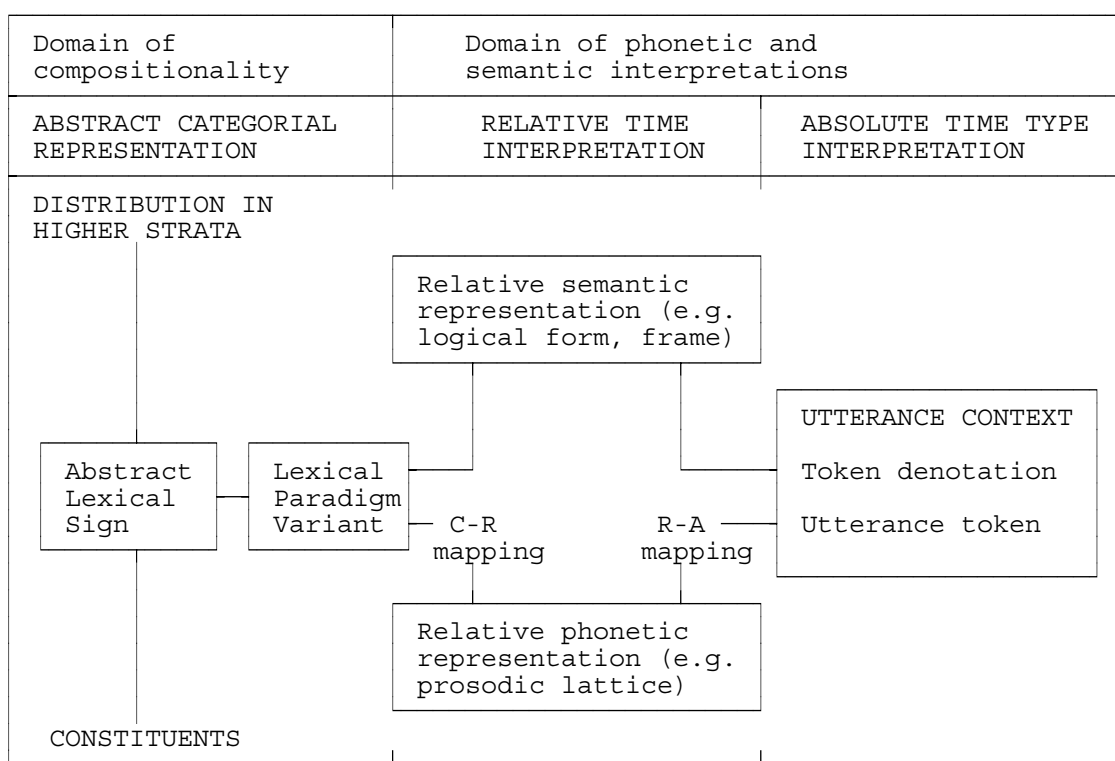 Domain of
compositionality
Domain of phonetic and
semantic interpretations
ABSTRACT CATEGORIAL
REPRESENTATION
RELATIVE TIME
INTERPRETATION
ABSOLUTE TIME TYPE
INTERPRETATION
DISTRIBUTION IN
HIGHER STRATA
Relative semantic
representation (e.g.
logical form, frame)
Abstract
Lexical
Sign
Lexical
Paradigm
Variant
C-R
mapping
R-A
mapping
UTTERANCE CONTEXT
Token denotation
Utterance token
Relative phonetic
representation (e.g.
prosodic lattice)
CONSTITUENTS